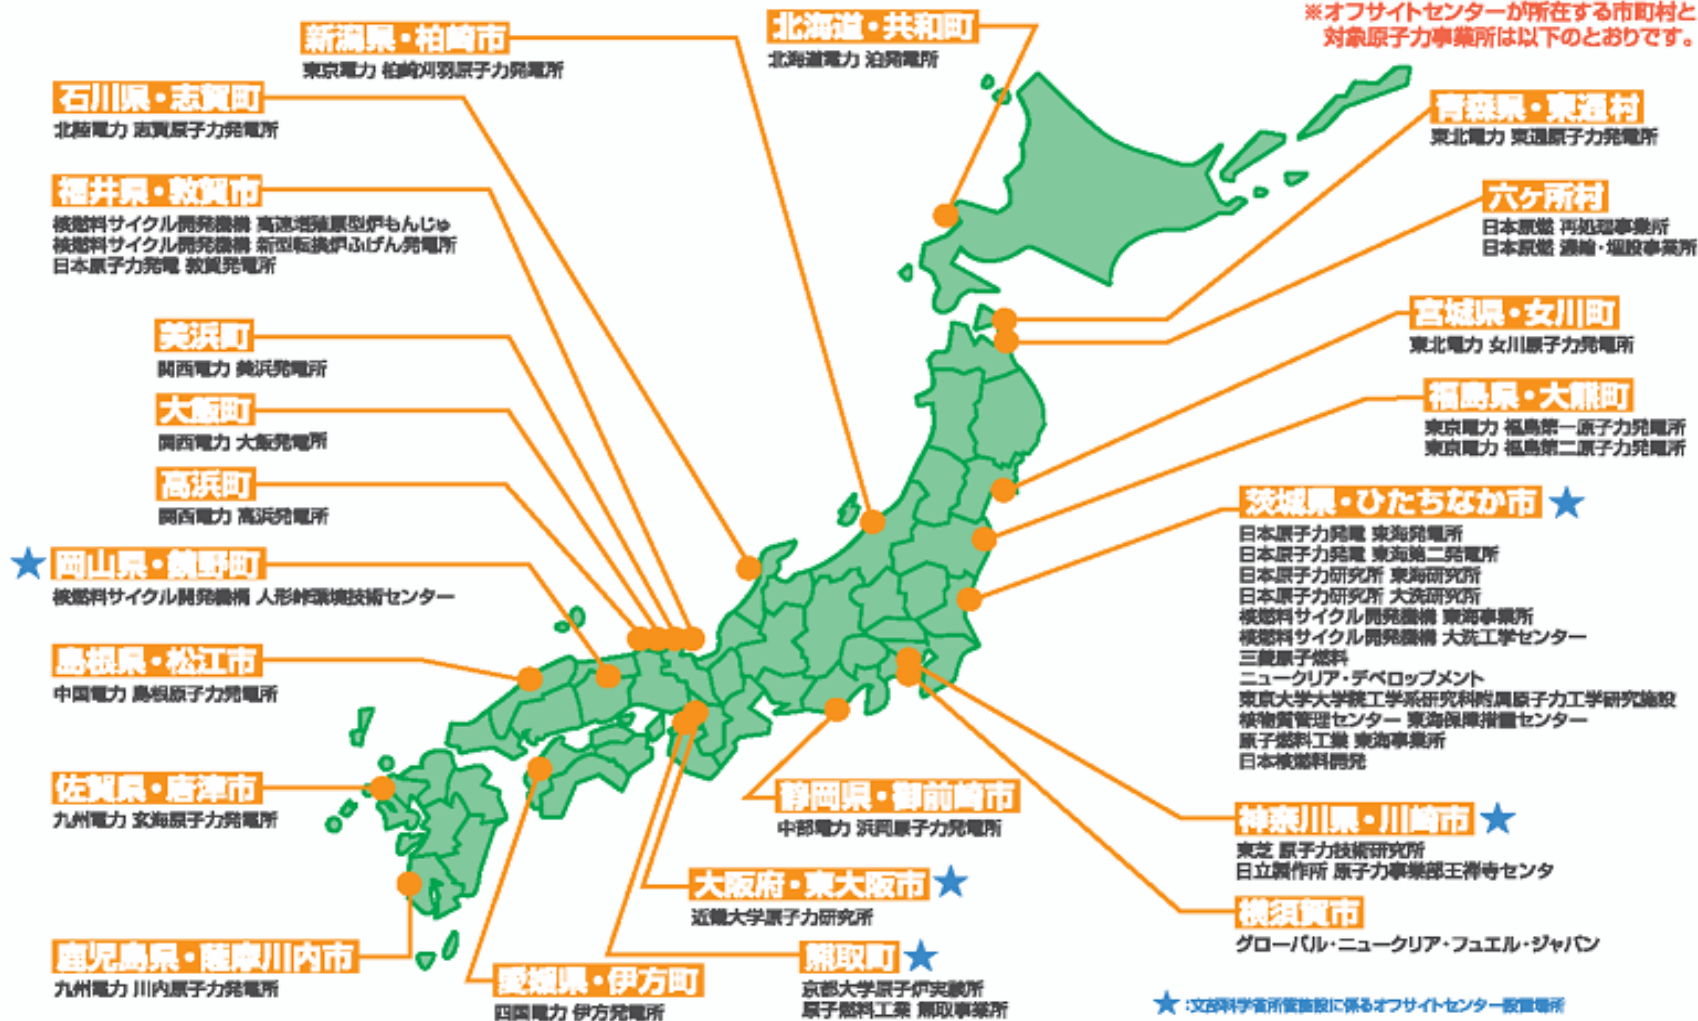 ※オフサイトセンターが所在する市町村と
対象原子力事業所は以下のとおりです。
北海道・共和町
北海道電力 泊発電所
新潟県・柏崎市
東京電力 柏崎刈羽原子力発電所
石川県・志賀町
北陸電力 志賀原子力発電所
福井県・敦賀市
核燃料サイクル開発機構 高速増殖原型炉もんじゅ
核燃料サイクル開発機構 新型転換炉ふげん発電所
日本原子力発電 敦賀発電所
美浜町
関西電力 美浜発電所
大飯町
関西電力 大飯発電所
高浜町
関西電力 高浜発電所
岡山県・鏡野町
核燃料サイクル開発機構 人形峠環境技術センター
島根県・松江市
中国電力 島根原子力発電所
佐賀県・唐津市
九州電力 玄海原子力発電所
鹿児島県・薩摩川内市
九州電力 川内原子力発電所
青森県・東通村
東北電力 東通原子力発電所
六ヶ所村
日本原燃 再処理事業所
日本原燃 濃縮・埋設事業所
宮城県・女川町
東北電力 女川原子力発電所
福島県・大熊町
東京電力 福島第一原子力発電所
東京電力 福島第二原子力発電所
茨城県・ひたちなか市
日本原子力発電 東海発電所
日本原子力発電 東海第二発電所
日本原子力研究所 東海研究所
日本原子力研究所 大洗研究所
核燃料サイクル開発機構 東海事業所
核燃料サイクル開発機構 大洗工学センター
三菱原子燃料
ニュークリア・デベロップメント
東京大学大学院工学系研究科附属原子力工学研究施設
核物質管理センター 東海保障措置センター
原子燃料工業 東海事業所
日本核燃料開発
神奈川県・川崎市
東芝 原子力技術研究所
日立製作所 原子力事業部王禅寺センタ
横須賀市
グローバル・ニュークリア・フュエル・ジャパン
静岡県・御前崎市
中部電力 浜岡原子力発電所
大阪府・東大阪市
近畿大学原子力研究所
熊取町
京都大学原子炉実験所
原子燃料工業 熊取事業所
愛媛県・伊方町
四国電力 伊方発電所
★:文部科学省所管施設に係るオフサイトセンター設置場所